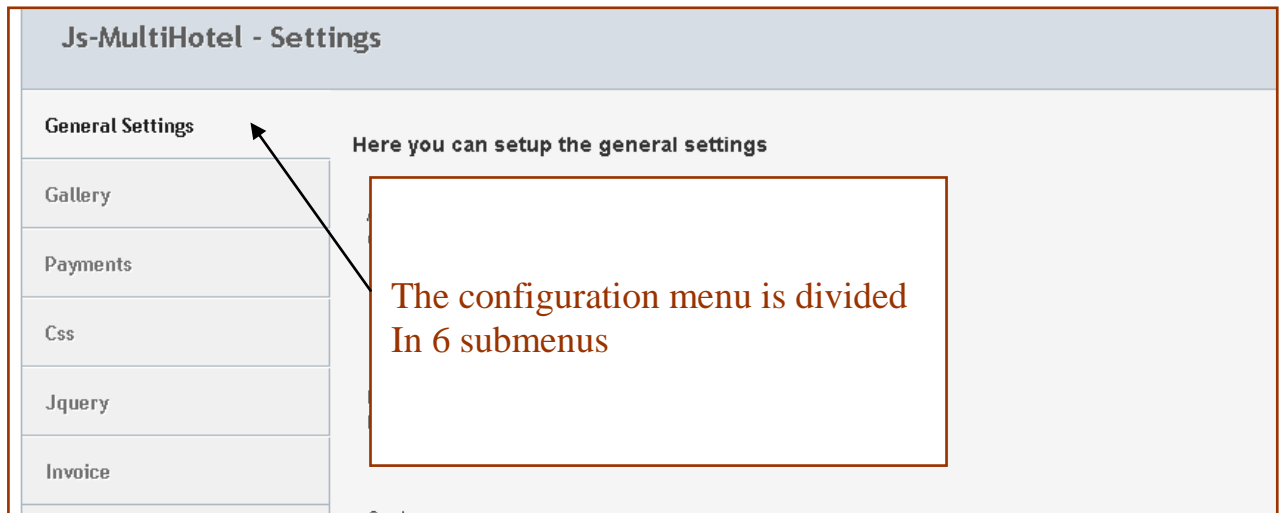 Js-MultiHotel - Settings
General Settings
Here you can setup the general settings
Gallery
Payments
The configuration menu is divided
In 6 submenus
Css
Jquery
Invoice